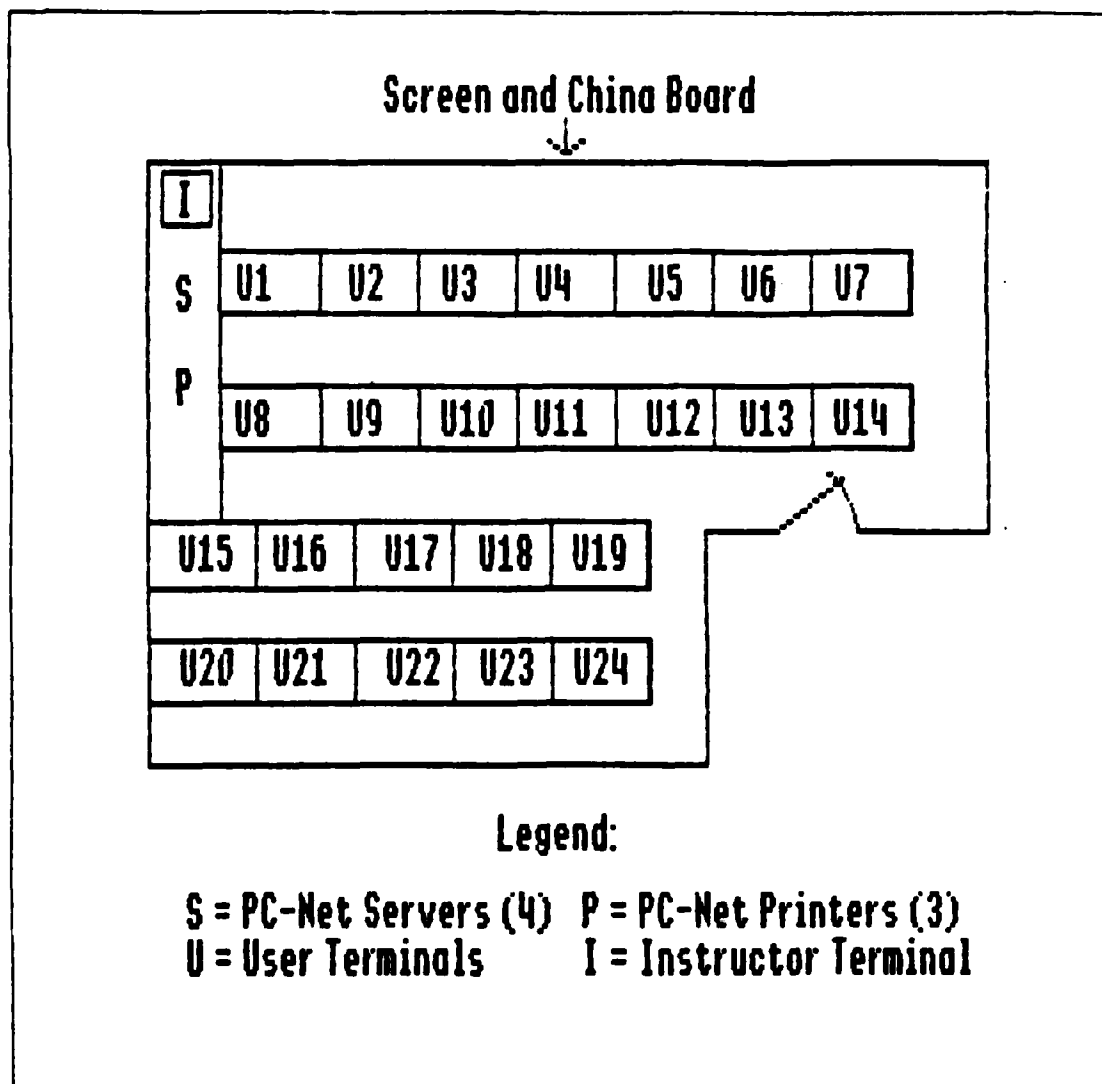 Screen and China Board
I
S U1 U2 U3 U4 U5 U6 U7
P U8 U9 U10 U11 U12 U13 U14
U15 U16 U17 U18 U19
U20 U21 U22 U23 U24
Legend:
S = PC-Net Servers (4) P = PC-Net Printers (3)
U = User Terminals I = Instructor Terminal